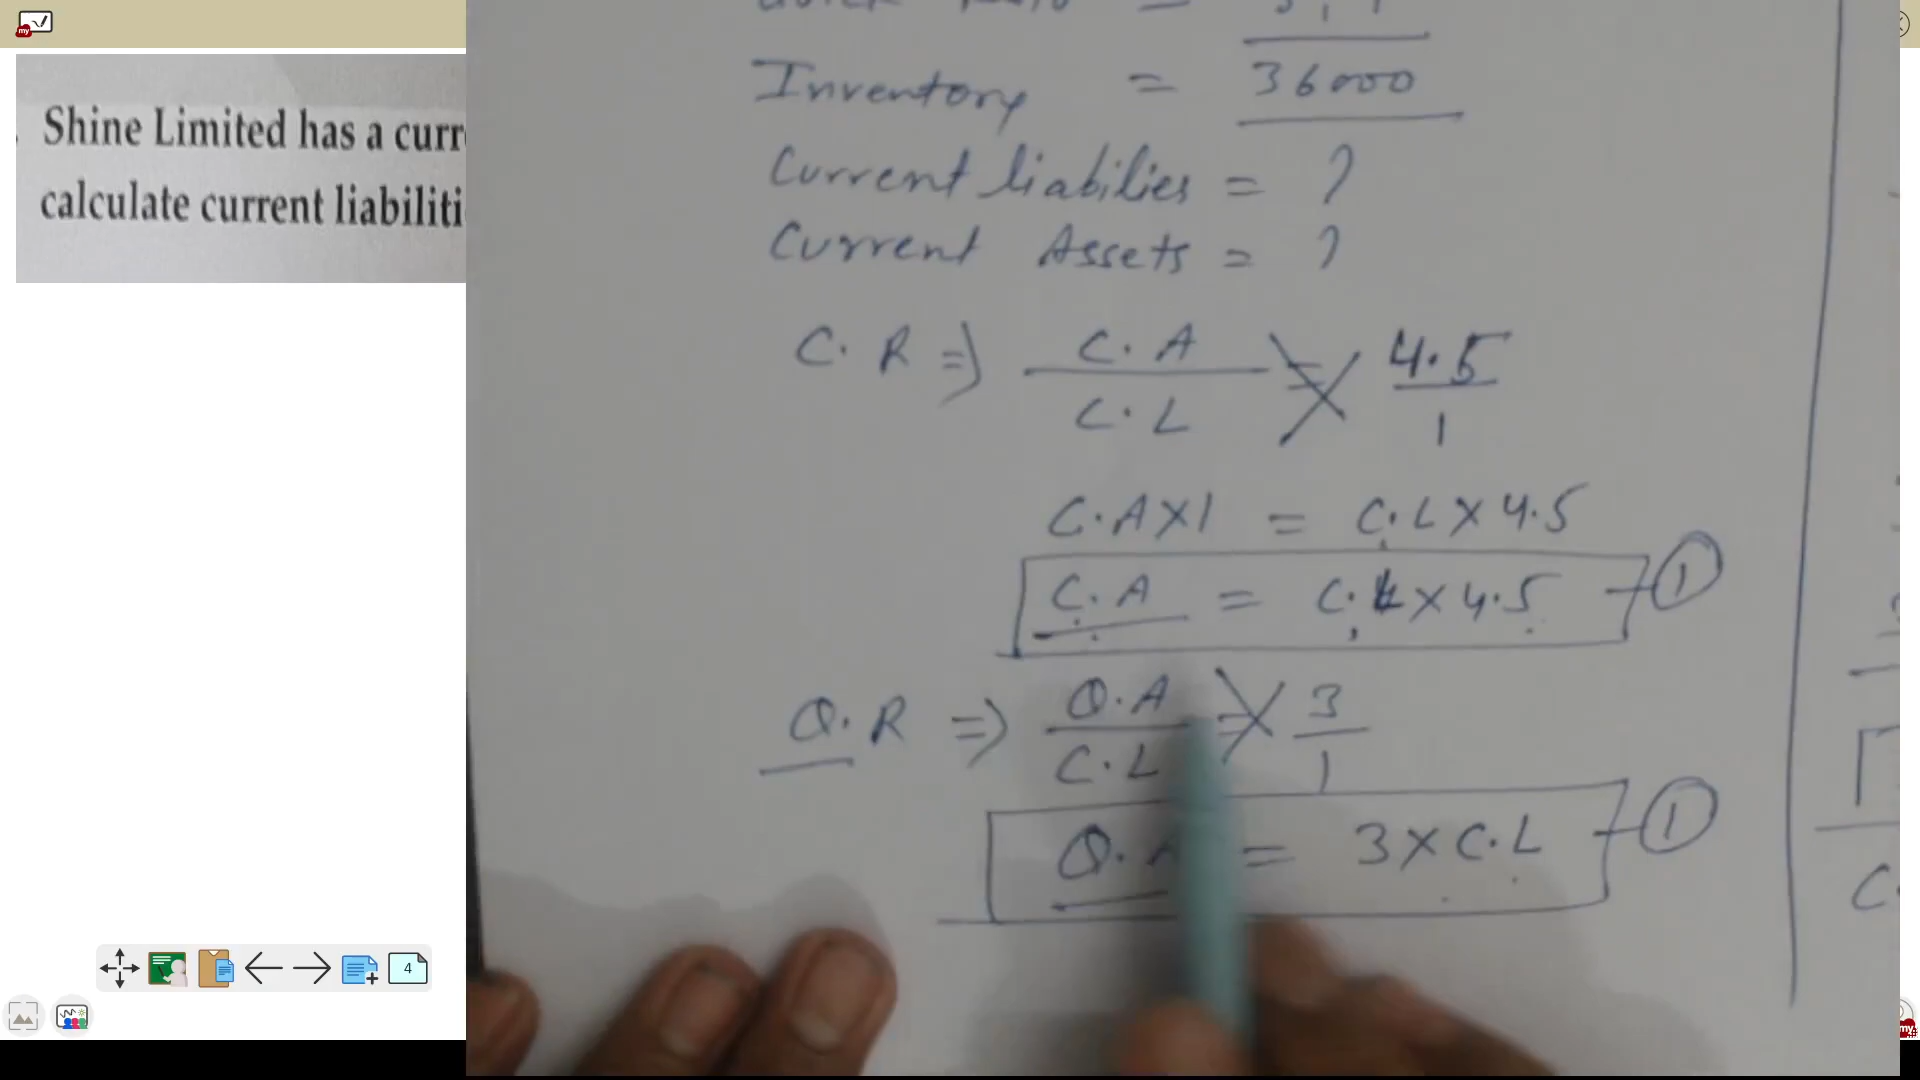 Shine Limited has a curr
calculate current liabiliti
Inventory = 36000
Current liabilies = ?
Current Assets = ?
C. R ⇒ C. A / C. L = 4.5 / 1
C.A X 1 = C.L X 4.5
C. A = C.L X 4.5 1
Q. R ⇒ Q. A / C. L = 3 / 1
Q. A = 3 X C. L 1
4
my